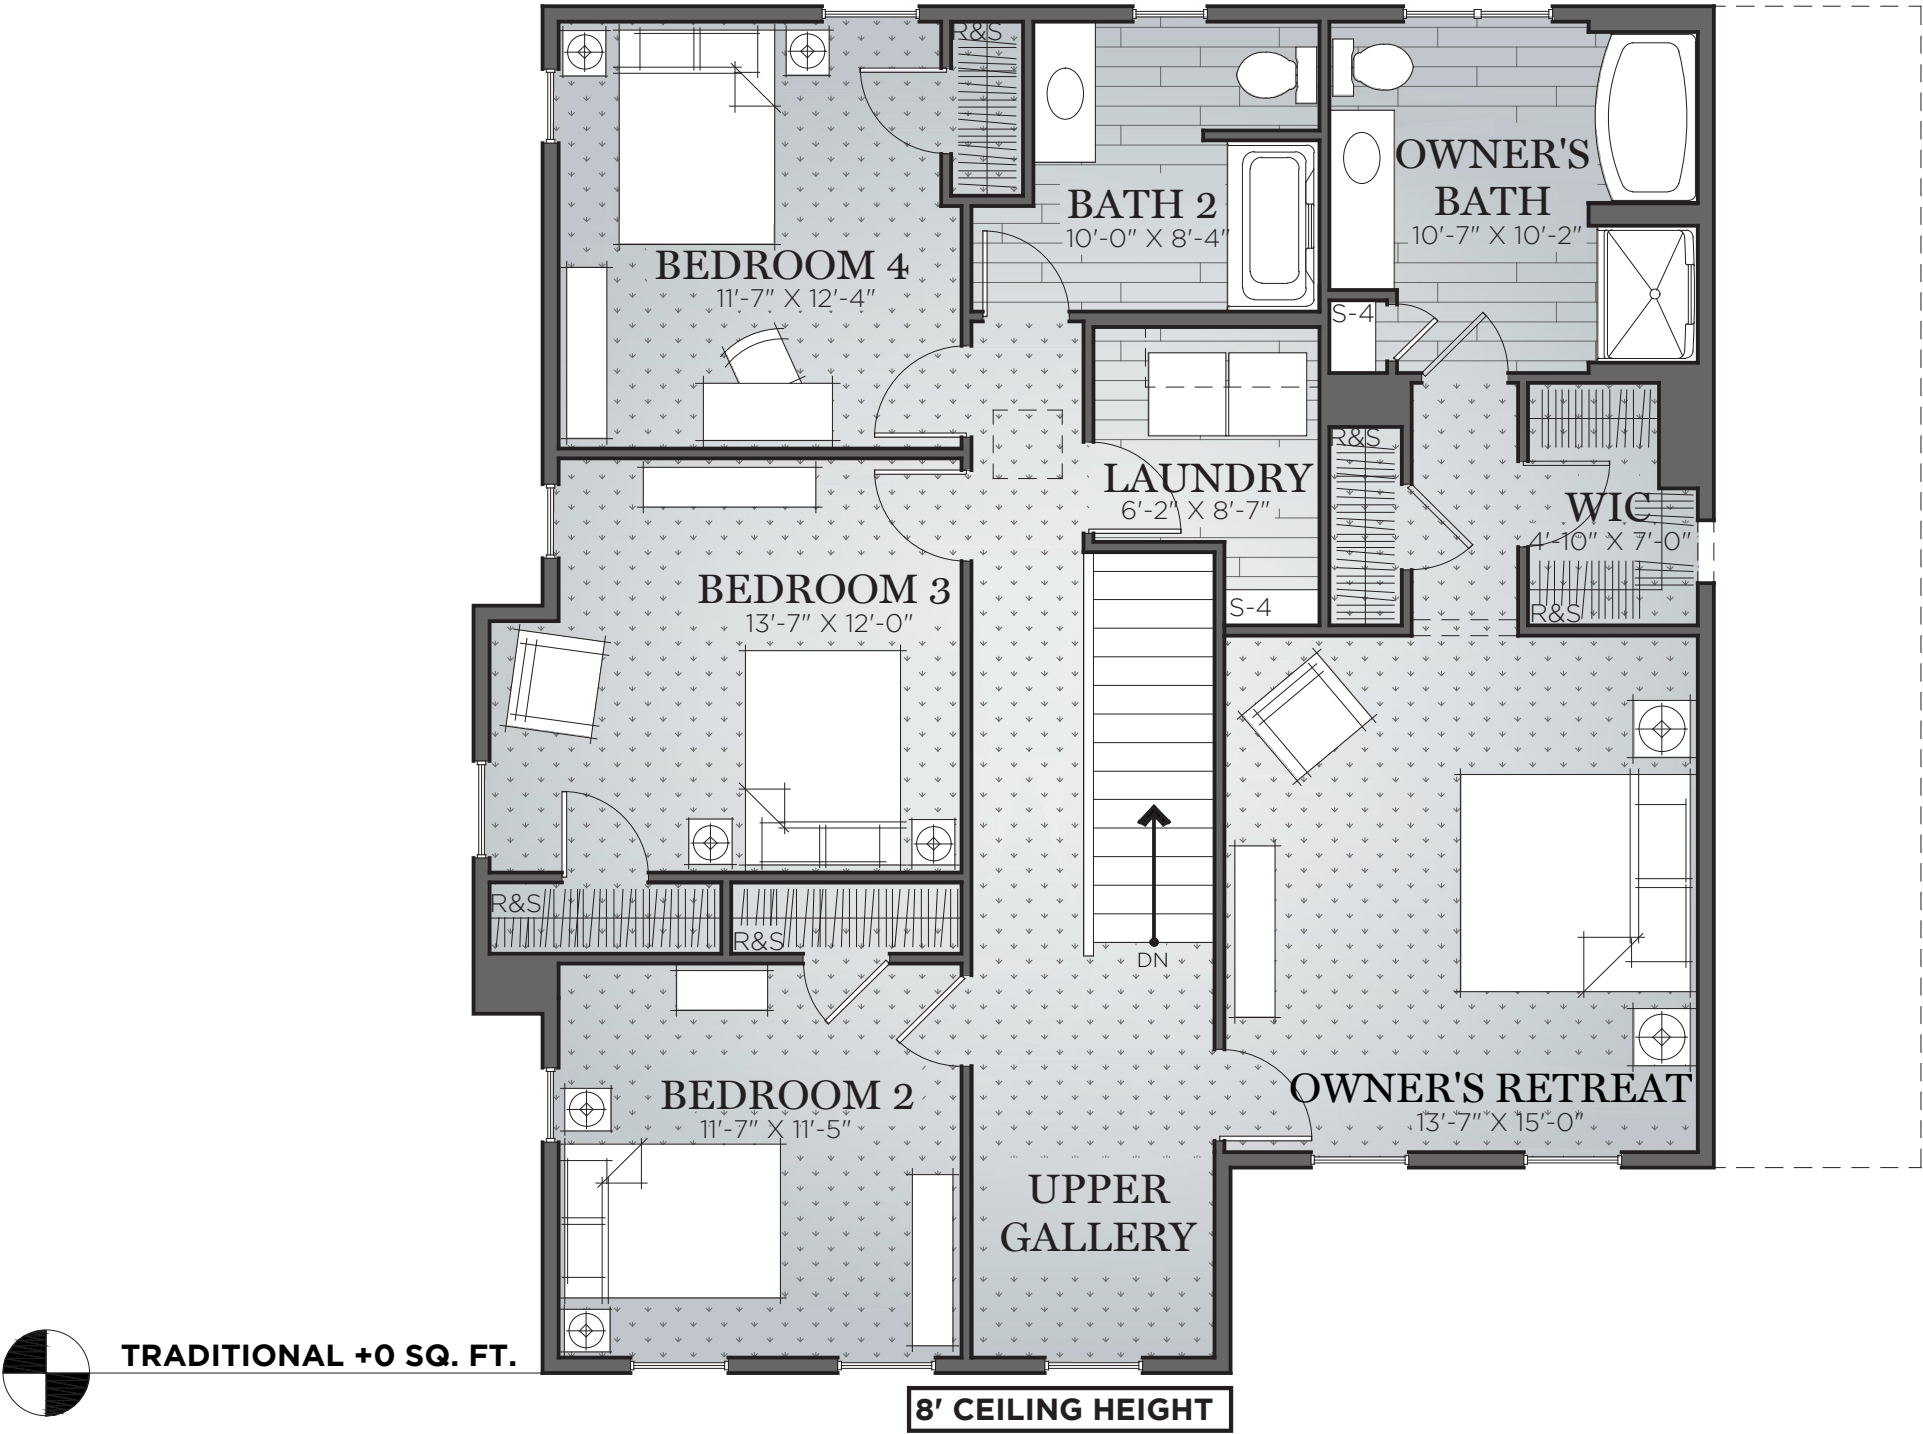 R&S
OWNER'S
BATH
10'-7" X 10'-2"
BATH 2
10'-0" X 8'-4"
BEDROOM 4
11'-7" X 12'-4"
S-4
R&S
LAUNDRY
6'-2" X 8'-7"
WIC
4'-10" X 7'-0"
R&S
BEDROOM 3
13'-7" X 12'-0"
S-4
R&S
R&S
DN
OWNER'S RETREAT
13'-7" X 15'-0"
BEDROOM 2
11'-7" X 11'-5"
UPPER
GALLERY
TRADITIONAL +0 SQ. FT.
8' CEILING HEIGHT